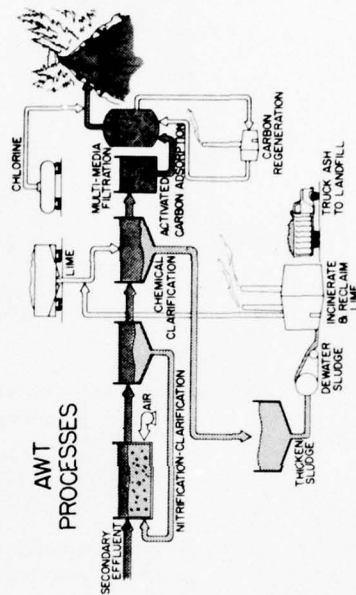 AWT
PROCESSES
SECONDARY
EFFLUENT
AIR
NITRIFICATION-CLARIFICATION
LIME
CHEMICAL
CLARIFICATION
CHLORINE
MULTI-MEDIA
FILTRATION
ACTIVATED
CARBON ADSORPTION
CARBON
REGENERATION
THICKEN
SLUDGE
DEWATER
SLUDGE
INCINERATE
& RECLAIM
LIME
TRUCK ASH
TO LANDFILL